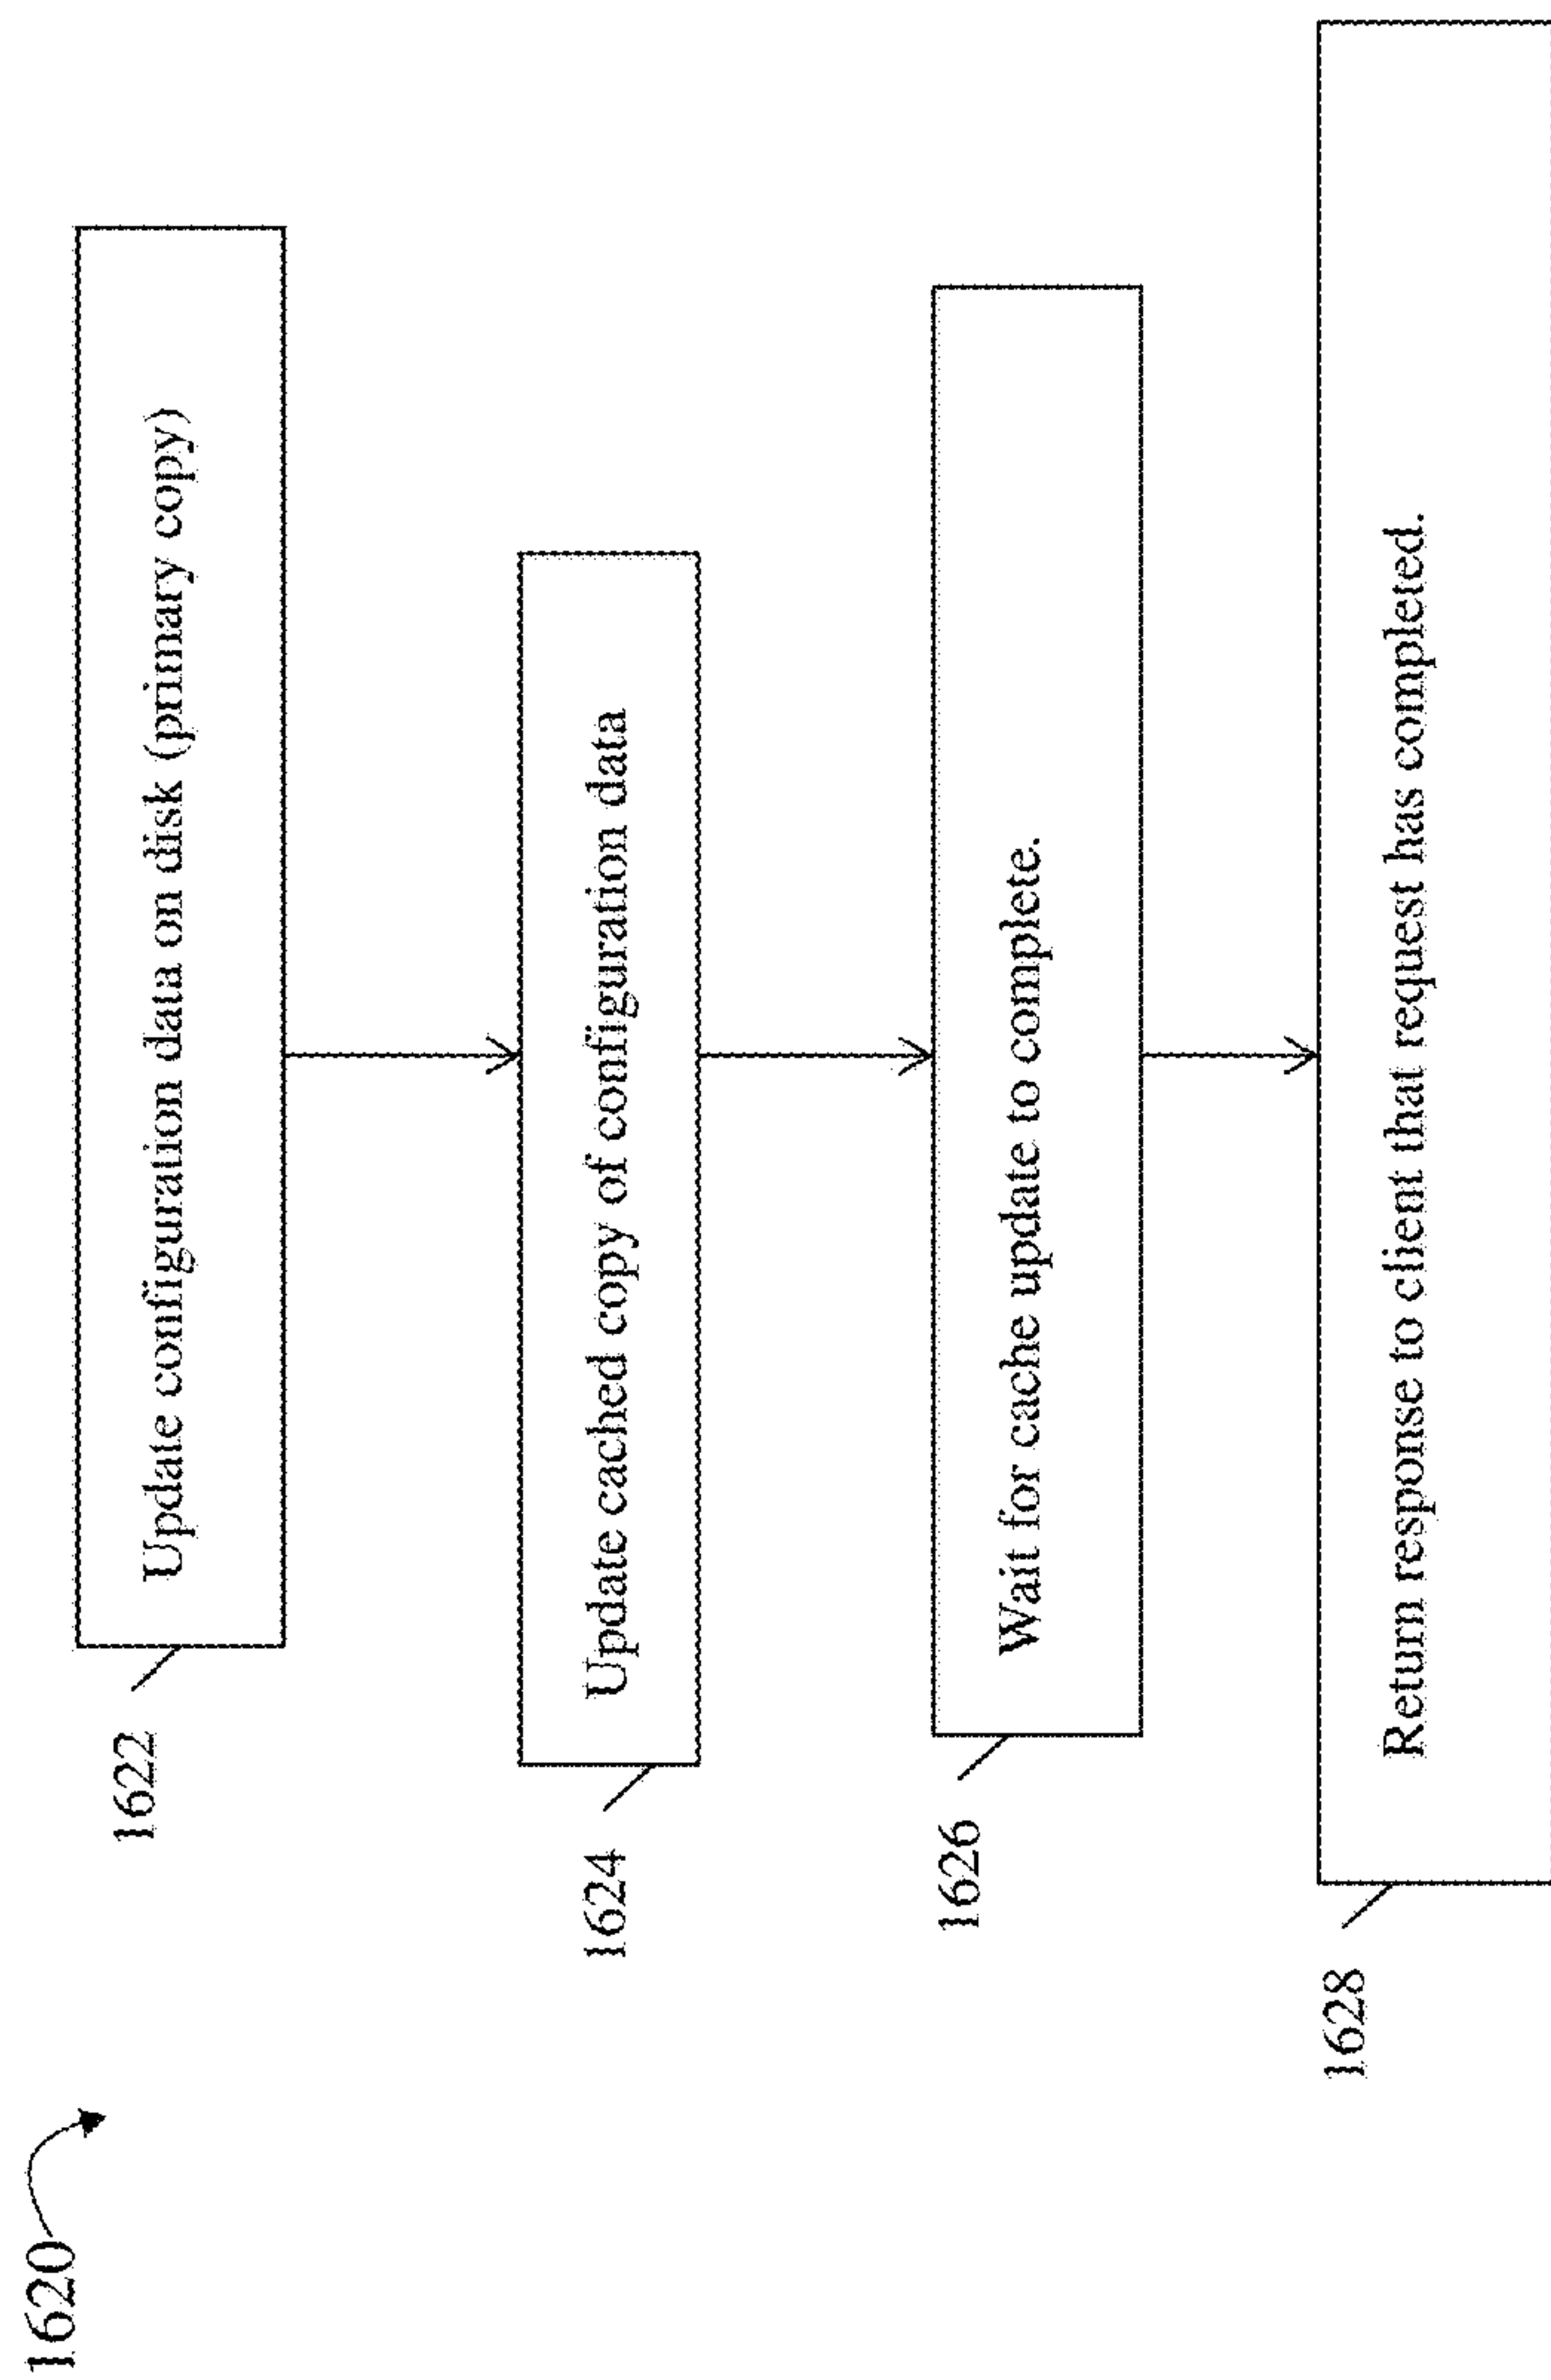 1620
1622
Update configuration data on disk (primary copy)
1624
Update cached copy of configuration data
1626
Wait for cache update to complete.
1628
Return response to client that request has completed.